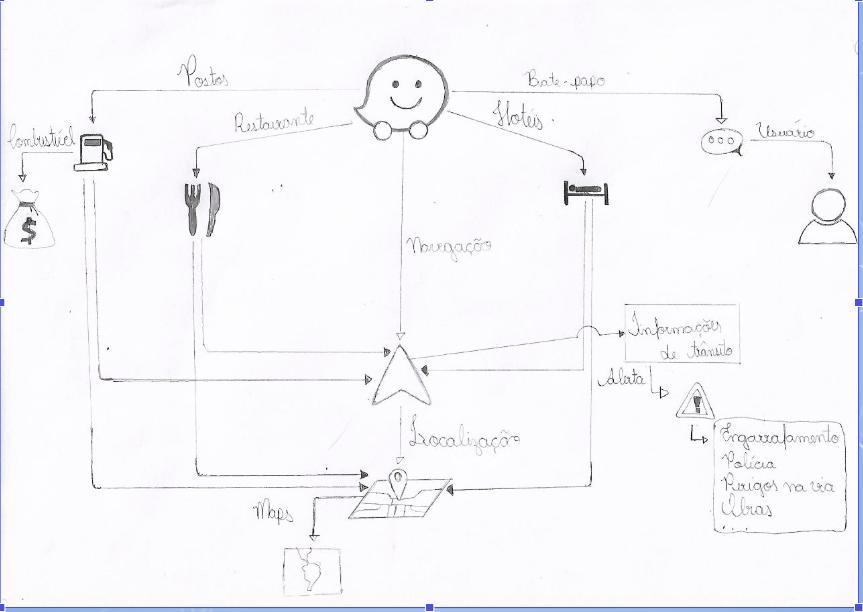 Postos
Bate-papo
Restaurante
Hotéis.
Combustível
Usuário
$
Navegação
Informações
de trânsito
Alerta
!
Localização
Engarrafamento
Polícia
Perigos na via
Obras
...
Maps